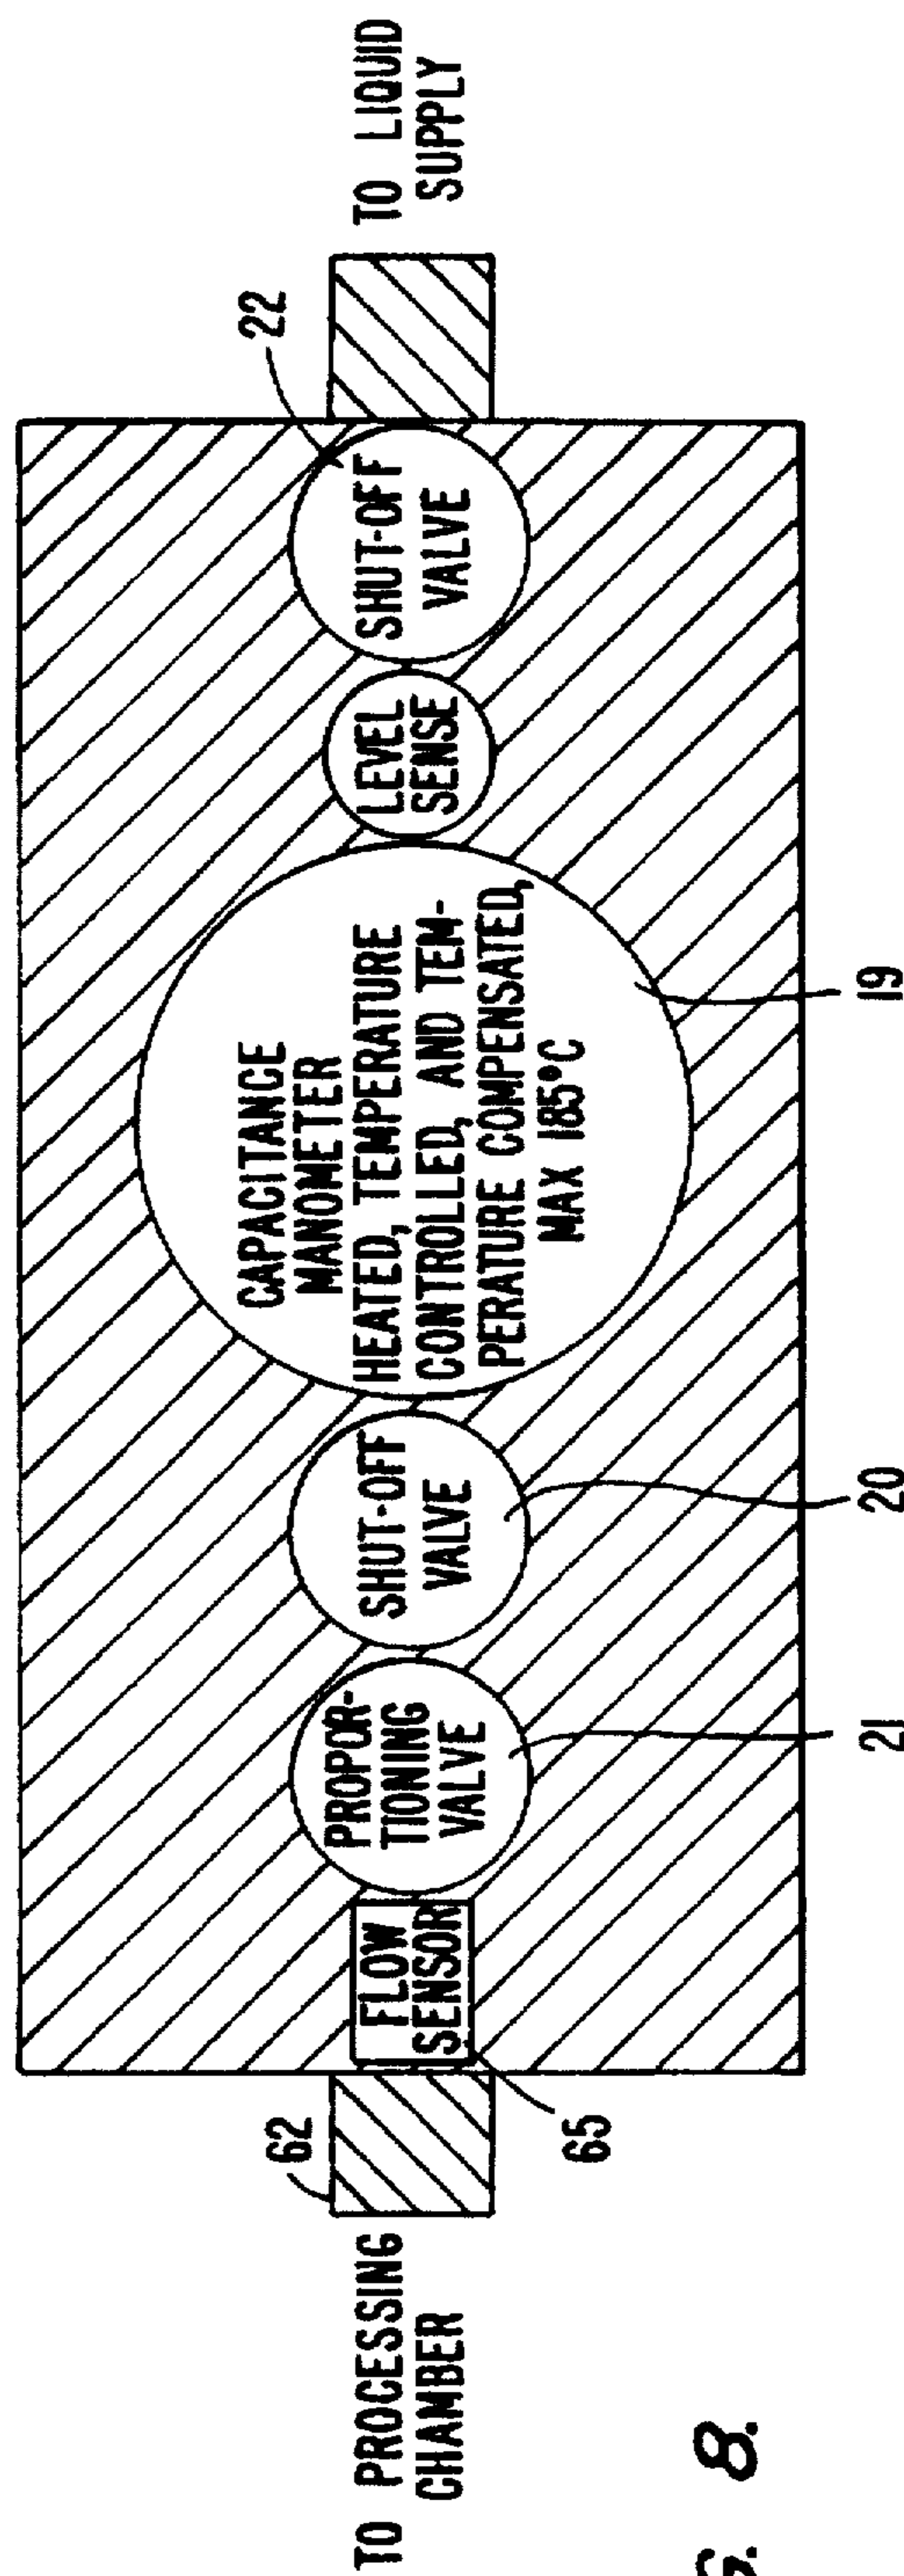 TO PROCESSING
CHAMBER
62
65
FLOW
SENSOR
PROPOR-
TIONING
VALVE
21
SHUT-OFF
VALVE
20
CAPACITANCE
MANOMETER
HEATED, TEMPERATURE
CONTROLLED, AND TEM-
PERATURE COMPENSATED,
MAX 185°C
19
LEVEL
SENSE
SHUT-OFF
VALVE
22
TO LIQUID
SUPPLY
G. 8.